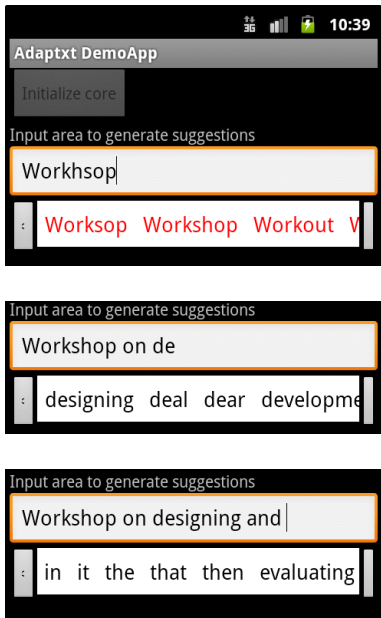 3G 10:39
Adaptxt DemoApp
Initialize core
Input area to generate suggestions
Workhsop
Worksop Workshop Workout
Input area to generate suggestions
Workshop on de
designing deal dear developme
Input area to generate suggestions
Workshop on designing and
in it the that then evaluating